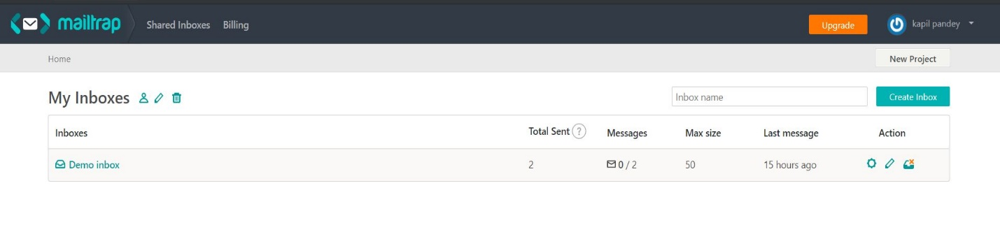 mailtrap Shared Inboxes Billing Upgrade kapil pandey
Home New Project
My Inboxes Inbox name Create Inbox
Inboxes Total Sent ? Messages Max size Last message Action
Demo inbox 2 0 / 2 50 15 hours ago